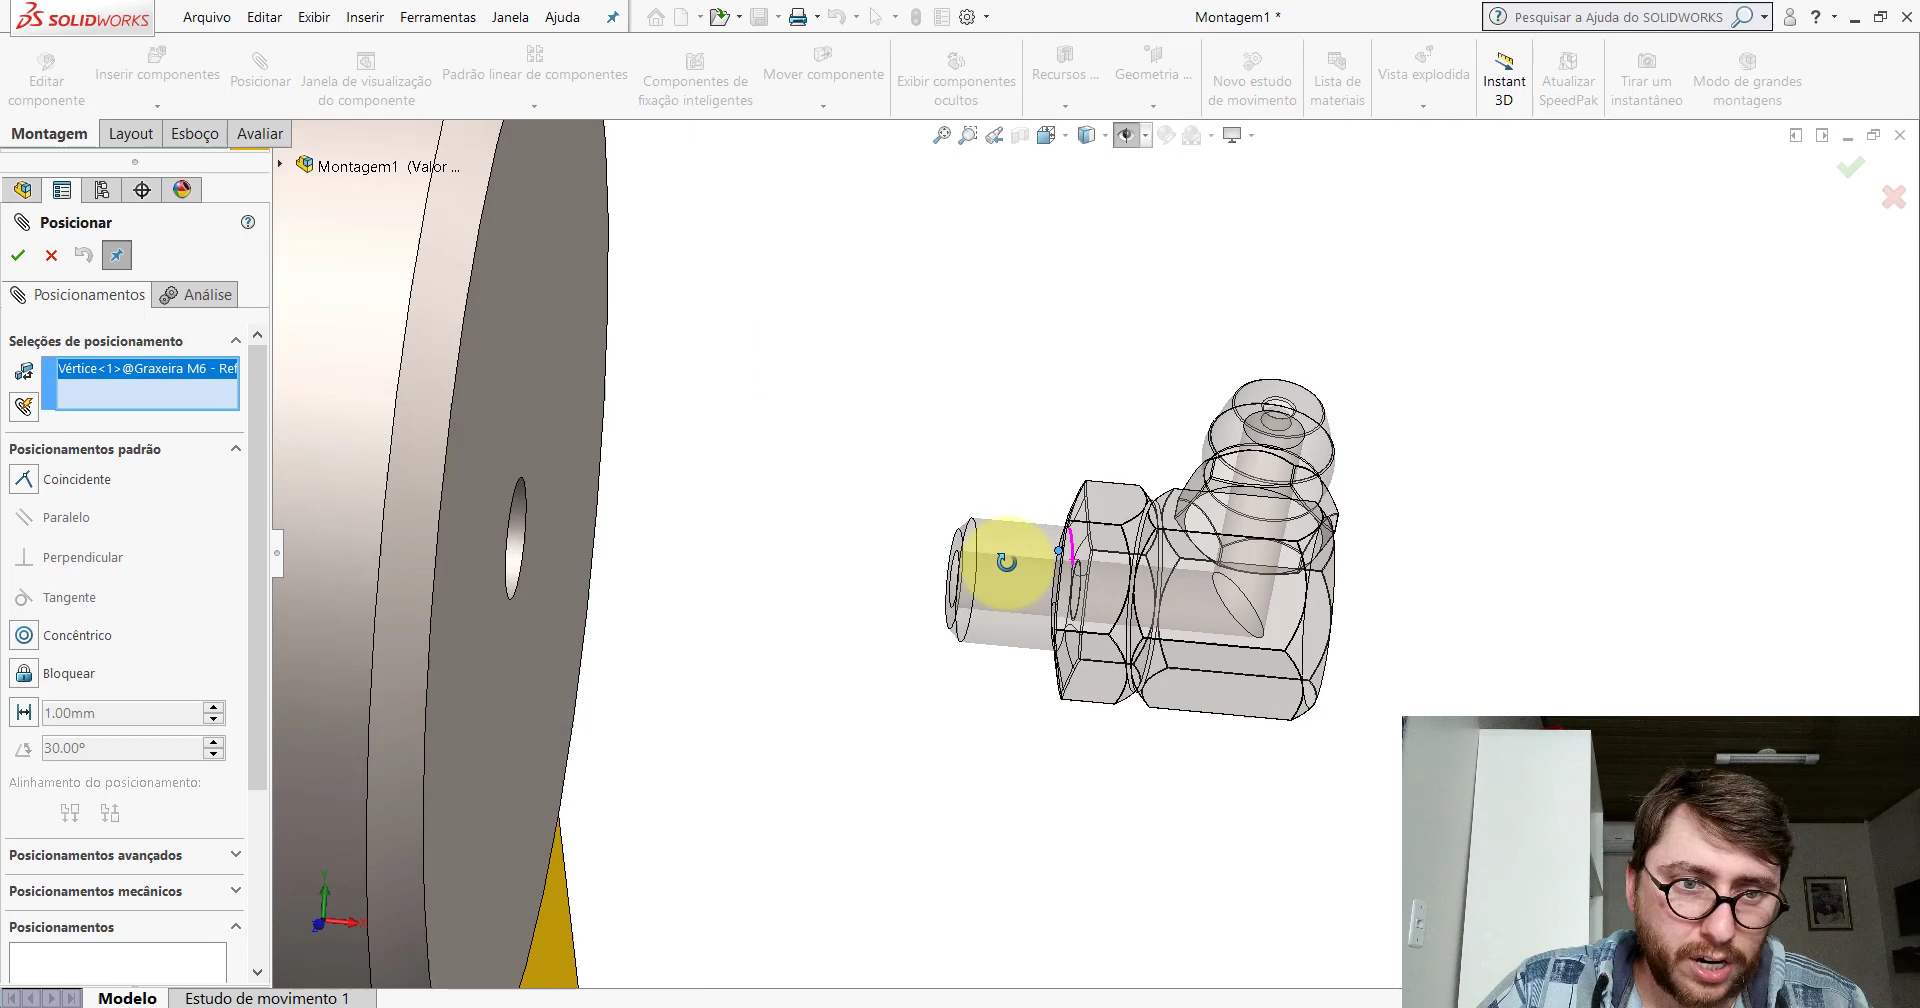 SOLIDWORKS
Arquivo Editar Exibir Inserir Ferramentas Janela Ajuda
Montagem1 *
Pesquisar a Ajuda do SOLIDWORKS
?
Editar componente
Inserir componentes
Posicionar
Janela de visualização do componente
Padrão linear de componentes
Componentes de fixação inteligentes
Mover componente
Exibir componentes ocultos
Recursos ...
Geometria ...
Novo estudo de movimento
Lista de materiais
Vista explodida
Instant 3D
Atualizar SpeedPak
Tirar um instantâneo
Modo de grandes montagens
Montagem Layout Esboço Avaliar
Montagem1 (Valor ...
Posicionar
?
Posicionamentos Análise
Seleções de posicionamento
Vértice<1>@Graxeira M6 - Ref
Posicionamentos padrão
Coincidente
Paralelo
Perpendicular
Tangente
Concêntrico
Bloquear
1.00mm
30.00°
Alinhamento do posicionamento:
Posicionamentos avançados
Posicionamentos mecânicos
Posicionamentos
Y
X
Z
Modelo Estudo de movimento 1